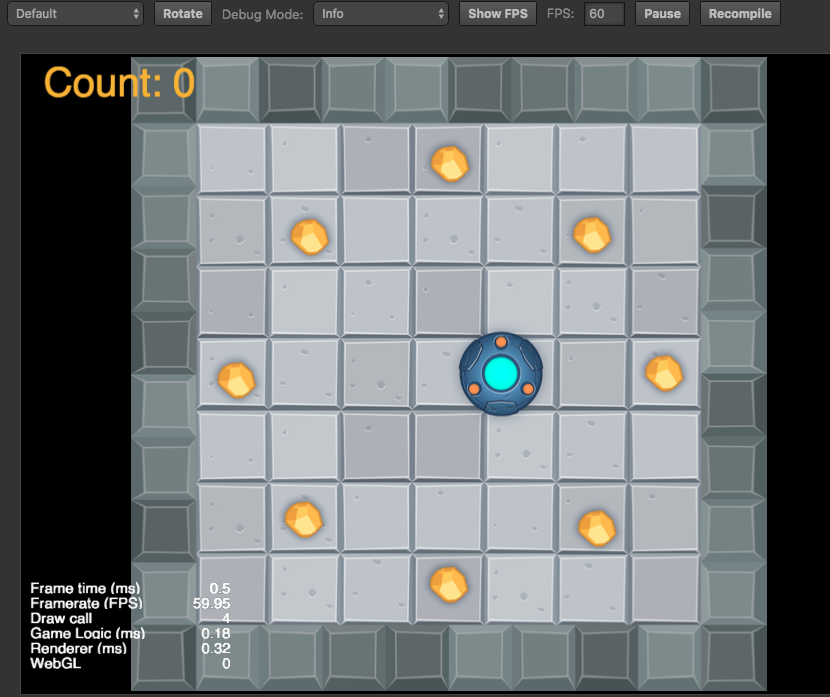 Default Rotate Debug Mode: Info Show FPS FPS: 60 Pause Recompile
Count: 0
Frame time (ms) 0.5
Framerate (FPS) 59.95
Draw call 4
Game Logic (ms) 0.18
Renderer (ms) 0.32
WebGL 0